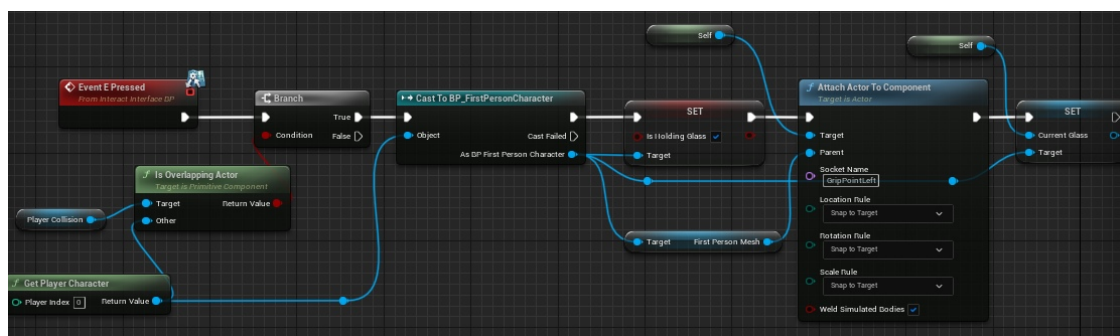 Self
Self
Event E Pressed
From Interact Interface BP
Branch
True
Condition
False
Cast To BP_FirstPersonCharacter
Object
Cast Failed
As BP First Person Character
SET
Is Holding Glass
Target
Attach Actor To Component
Target is Actor
Target
Parent
Socket Name
GripPointLeft
Location Rule
Snap to Target
Rotation Rule
Snap to Target
Scale Rule
Snap to Target
Weld Simulated Bodies
SET
Current Glass
Target
Is Overlapping Actor
Target is Primitive Component
Target
Return Value
Other
Player Collision
Target
First Person Mesh
Get Player Character
Player Index 0
Return Value